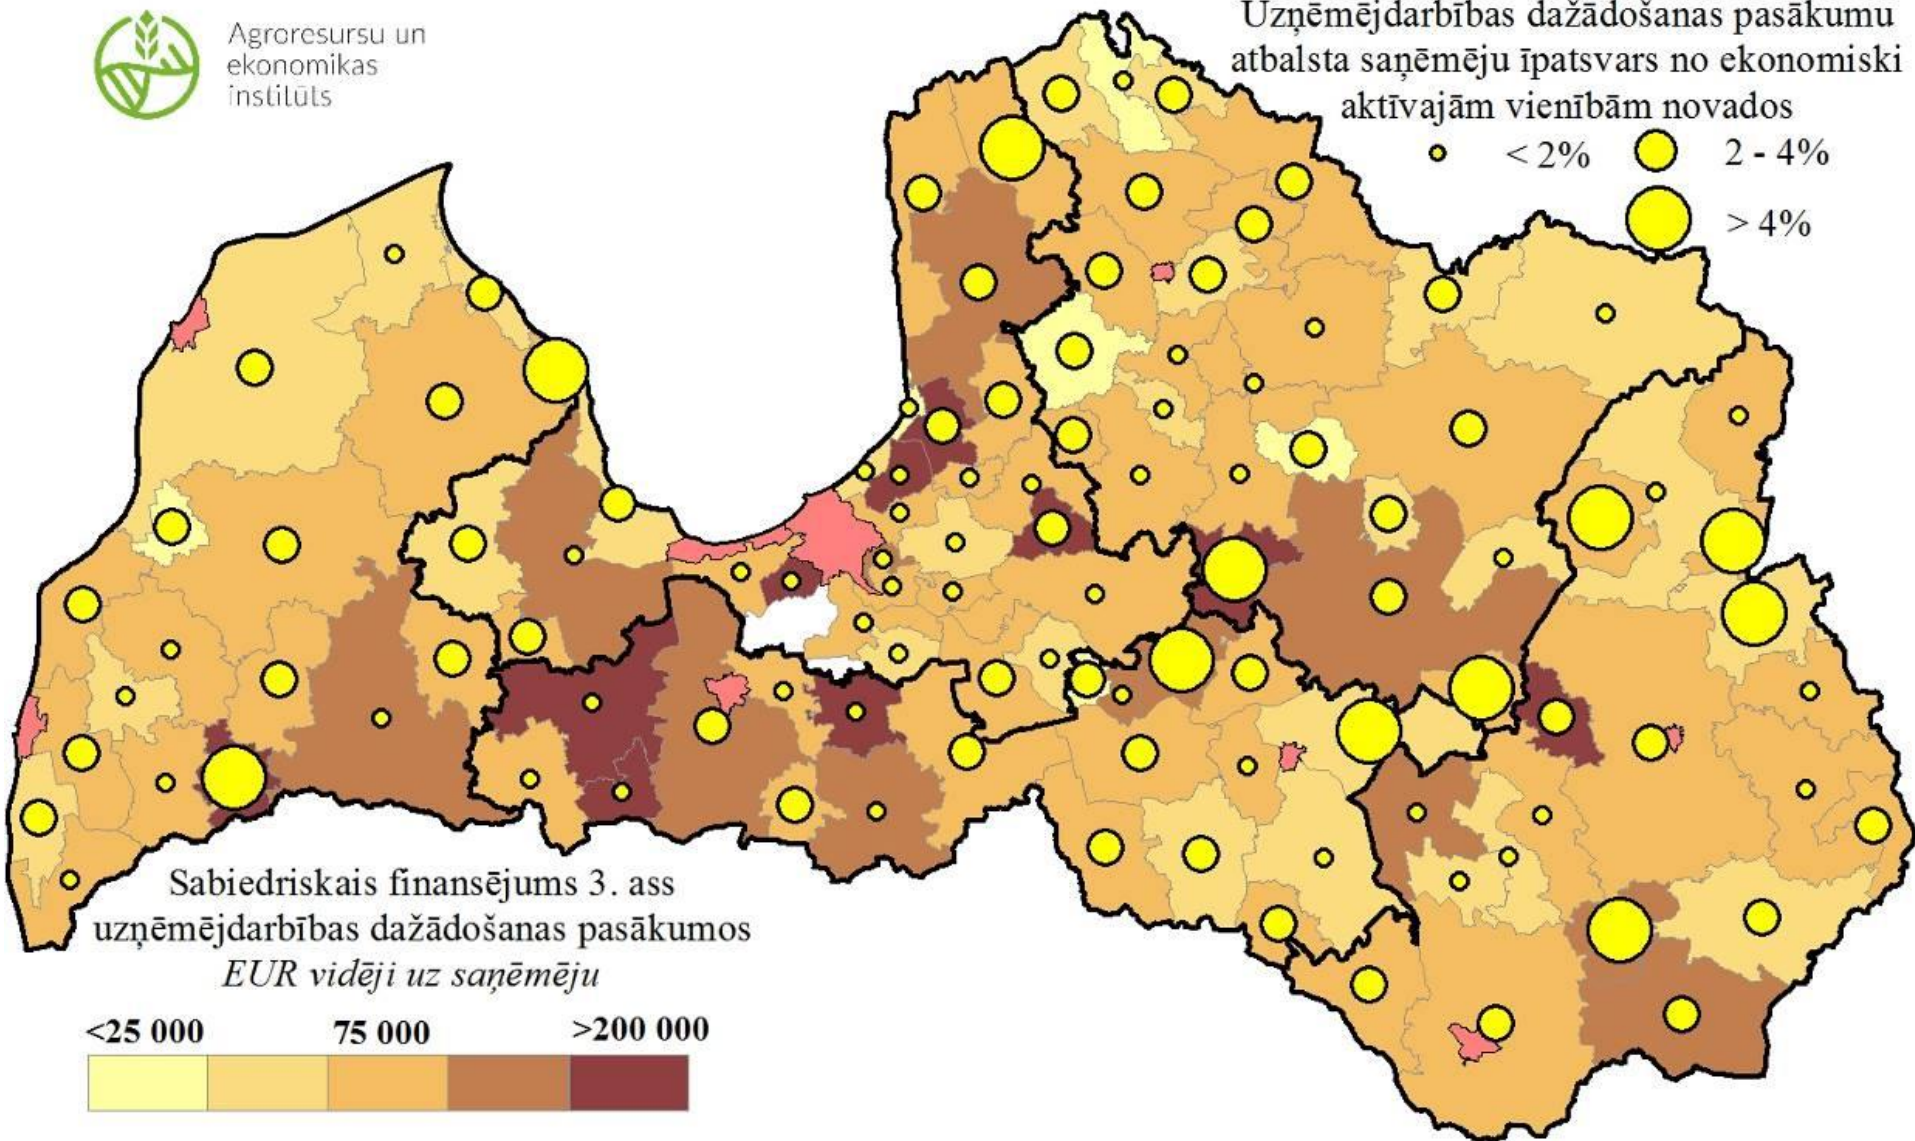 Agroresursu un
ekonomikas
institūts
Uzņēmējdarbības dažādošanas pasākumu
atbalsta saņēmēju īpatsvars no ekonomiski
aktīvajām vienībām novados
< 2%
2 - 4%
> 4%
Sabiedriskais finansējums 3. ass
uzņēmējdarbības dažādošanas pasākumos
EUR vidēji uz saņēmēju
<25 000
75 000
>200 000